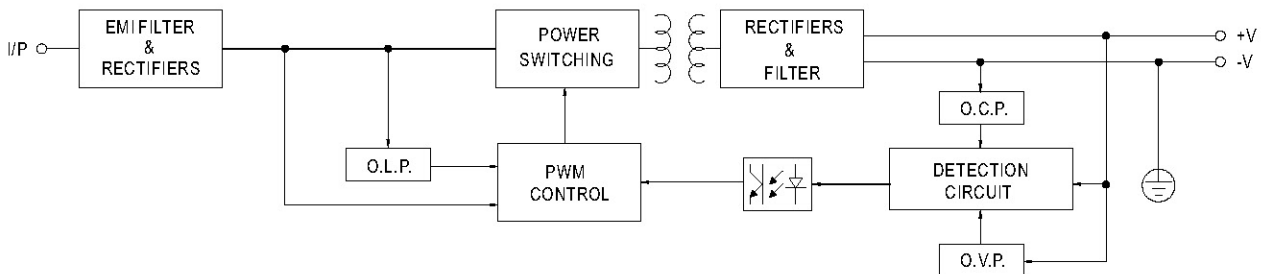 I/P
EMI FILTER
&
RECTIFIERS
POWER
SWITCHING
RECTIFIERS
&
FILTER
+V
-V
O.C.P.
O.L.P.
PWM
CONTROL
DETECTION
CIRCUIT
O.V.P.